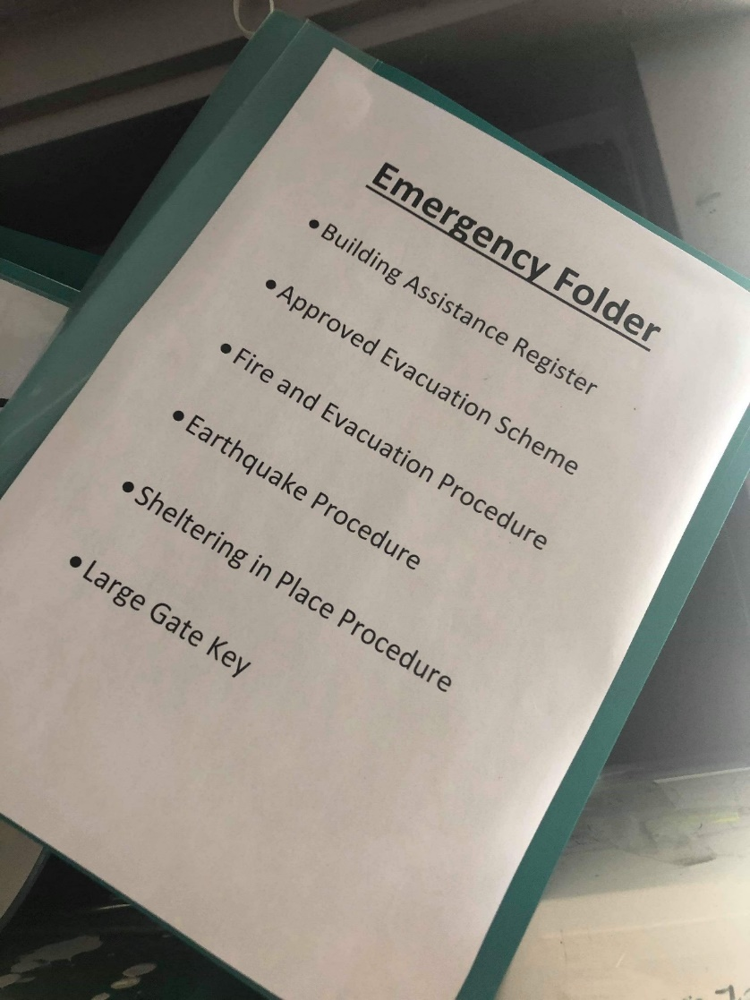 Emergency Folder
•Building Assistance Register
•Approved Evacuation Scheme
•Fire and Evacuation Procedure
•Earthquake Procedure
•Sheltering in Place Procedure
•Large Gate Key